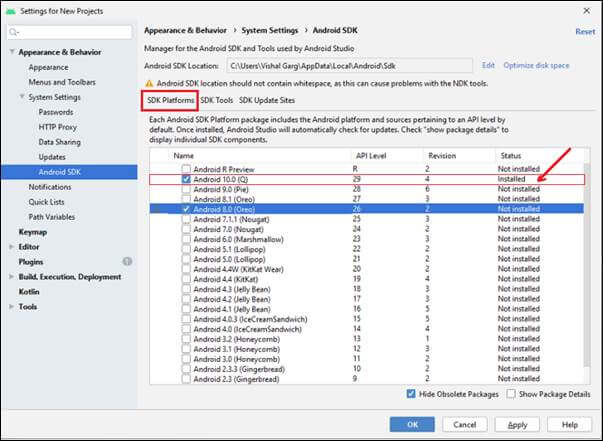 Settings for New Projects
Appearance & Behavior > System Settings > Android SDK
Reset
Appearance & Behavior
Appearance
Menus and Toolbars
System Settings
Passwords
HTTP Proxy
Data Sharing
Updates
Android SDK
Notifications
Quick Lists
Path Variables
Keymap
Editor
Plugins 1
Build, Execution, Deployment
Kotlin
Tools
Manager for the Android SDK and Tools used by Android Studio
Android SDK Location: C:\Users\Vishal Garg\AppData\Local\Android\Sdk Edit Optimize disk space
Android SDK location should not contain whitespace, as this can cause problems with the NDK tools.
SDK Platforms SDK Tools SDK Update Sites
Each Android SDK Platform package includes the Android platform and sources pertaining to an API level by
default. Once installed, Android Studio will automatically check for updates. Check "show package details" to
display individual SDK components.
Name API Level Revision Status
Android R Preview R 2 Not installed
Android 10.0 (Q) 29 4 Installed
Android 9.0 (Pie) 28 6 Not installed
Android 8.1 (Oreo) 27 3 Not installed
Android 8.0 (Oreo) 26 2 Not installed
Android 7.1.1 (Nougat) 25 3 Not installed
Android 7.0 (Nougat) 24 2 Not installed
Android 6.0 (Marshmallow) 23 3 Not installed
Android 5.1 (Lollipop) 22 2 Not installed
Android 5.0 (Lollipop) 21 2 Not installed
Android 4.4W (KitKat Wear) 20 2 Not installed
Android 4.4 (KitKat) 19 4 Not installed
Android 4.3 (Jelly Bean) 18 3 Not installed
Android 4.2 (Jelly Bean) 17 3 Not installed
Android 4.1 (Jelly Bean) 16 5 Not installed
Android 4.0.3 (IceCreamSandwich) 15 5 Not installed
Android 4.0 (IceCreamSandwich) 14 4 Not installed
Android 3.2 (Honeycomb) 13 1 Not installed
Android 3.1 (Honeycomb) 12 3 Not installed
Android 3.0 (Honeycomb) 11 2 Not installed
Android 2.3.3 (Gingerbread) 10 2 Not installed
Android 2.3 (Gingerbread) 9 2 Not installed
Hide Obsolete Packages Show Package Details
OK Cancel Apply Help